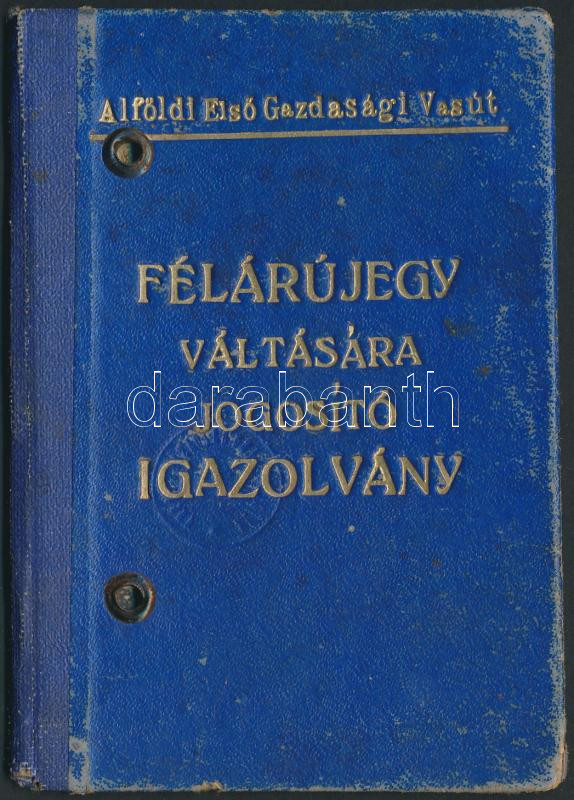 Alföldi Első Gazdasági Vasút
FÉLÁRÚJEGY
VÁLTÁSÁRA
darabanth
JOGOSÍTÓ
IGAZOLVÁNY